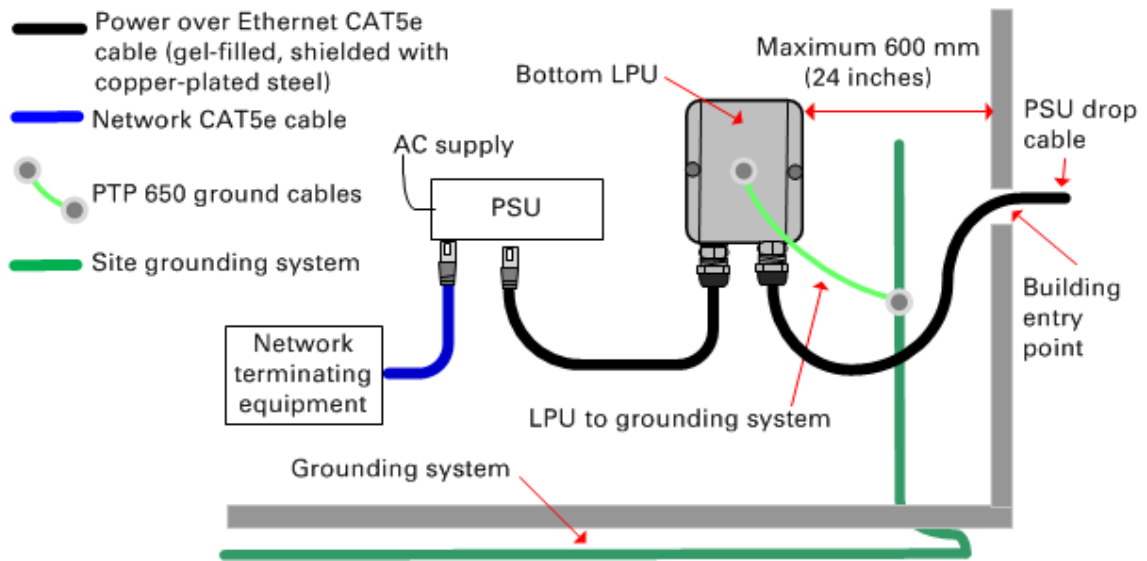 Power over Ethernet CAT5e
cable (gel-filled, shielded with
copper-plated steel)
Network CAT5e cable
PTP 650 ground cables
Site grounding system
AC supply
PSU
Network
terminating
equipment
Bottom LPU
Maximum 600 mm
(24 inches)
PSU drop
cable
Building
entry
point
LPU to grounding system
Grounding system